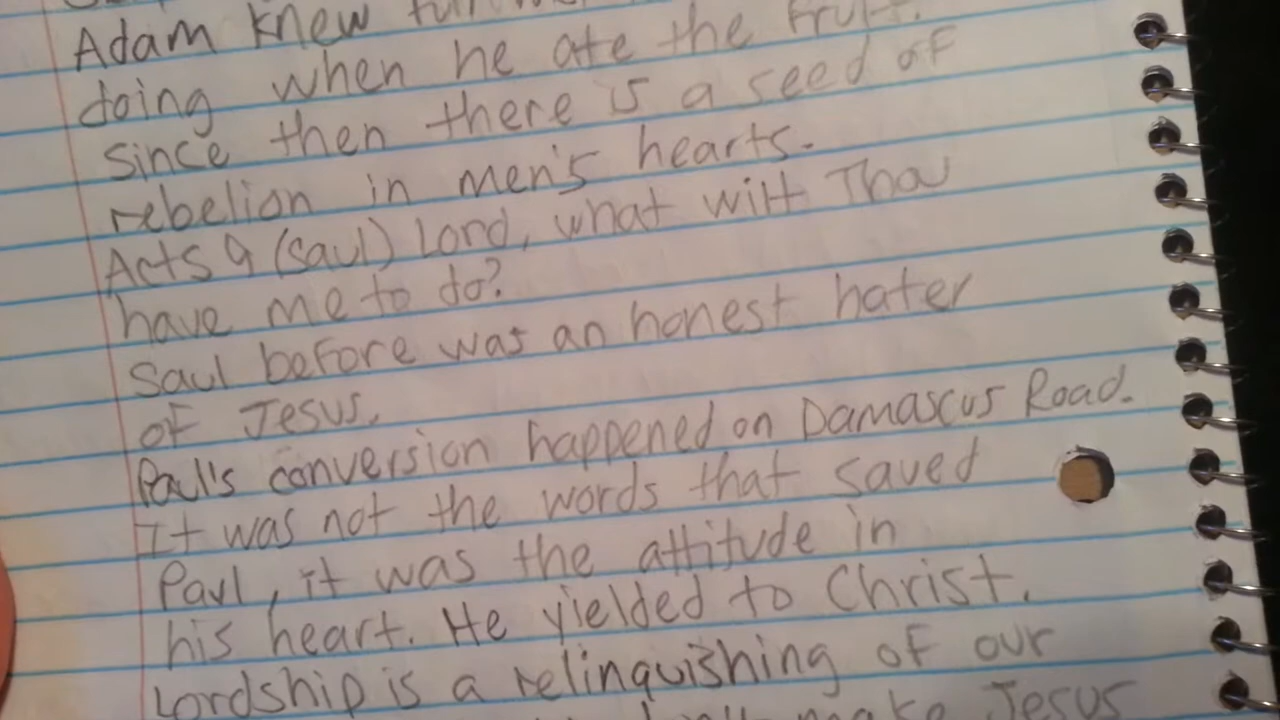 Adam knew
doing when he ate the fruit.
since then there is a seed of
rebelion in men's hearts.
Acts 9 (Saul) Lord, what wilt Thou
have me to do?
Saul before was an honest hater
of Jesus.
Paul's conversion happened on Damascus Road.
It was not the words that saved
Paul, it was the attitude in
his heart. He yielded to Christ.
Lordship is a relinquishing of our
make Jesus